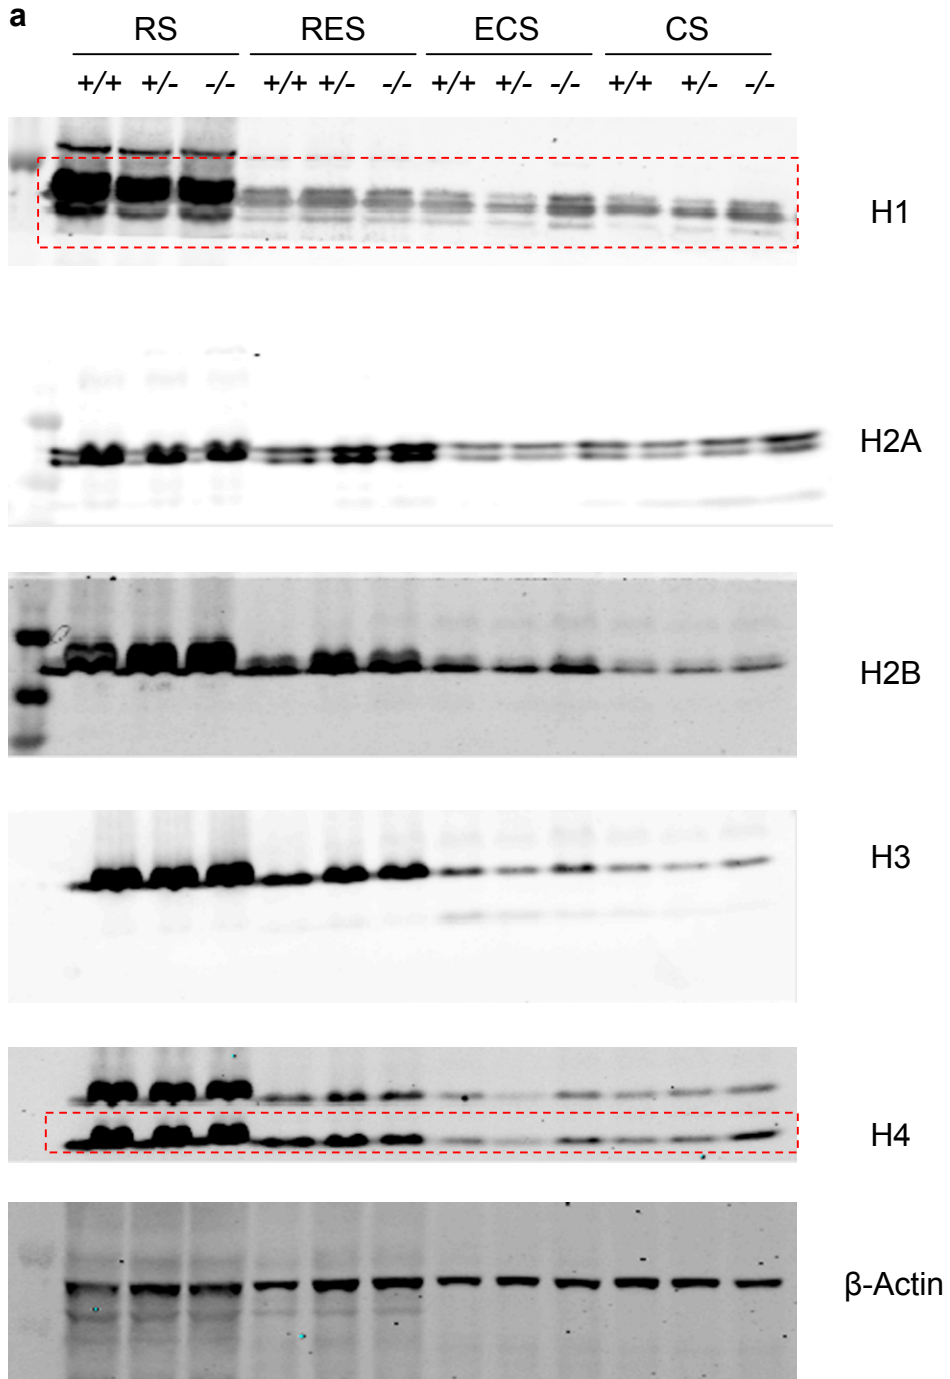 a
RS RES ECS CS
+/+ +/- -/- +/+ +/- -/- +/+ +/- -/- +/+ +/- -/-
H1
H2A
H2B
H3
H4
β-Actin